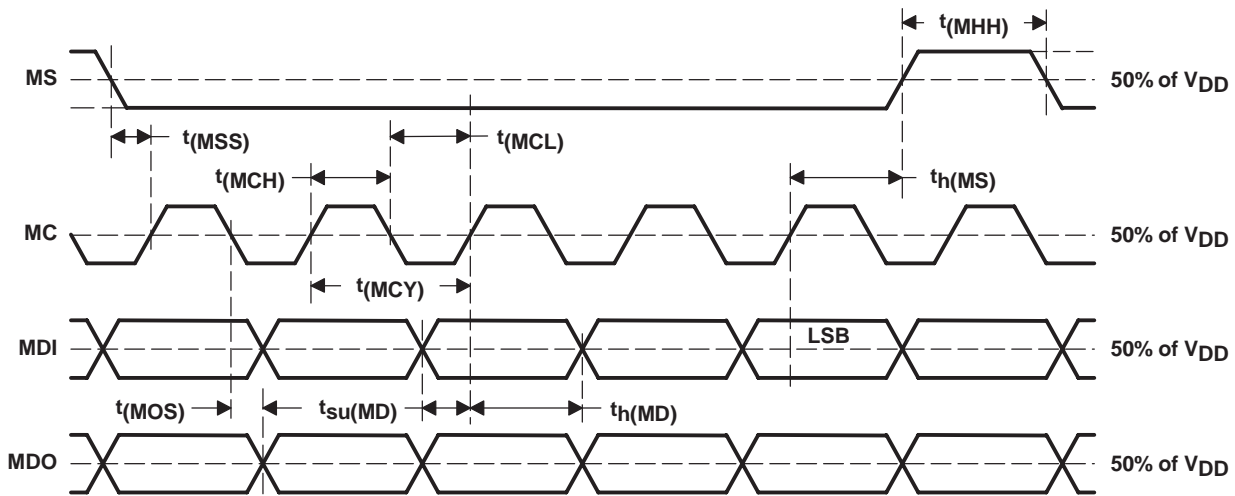 t(MHH)
MS
50% of VDD
t(MSS)
t(MCL)
t(MCH)
th(MS)
MC
50% of VDD
t(MCY)
LSB
MDI
50% of VDD
t(MOS)
tsu(MD)
th(MD)
MDO
50% of VDD